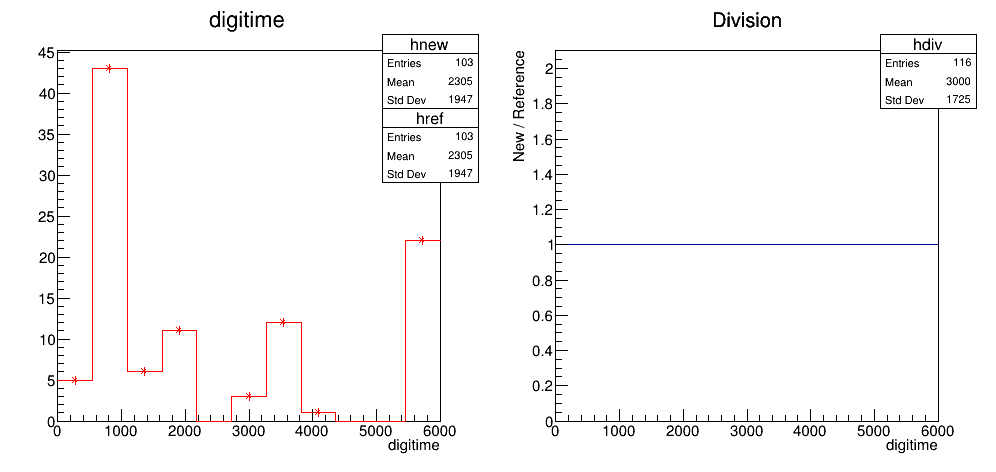 digitime
hnew
Entries 103
Mean 2305
Std Dev 1947
href
Entries 103
Mean 2305
Std Dev 1947
45
40
35
30
25
20
15
10
5
0
0 1000 2000 3000 4000 5000 6000
digitime
Division
hdiv
Entries 116
Mean 3000
Std Dev 1725
New / Reference
2
1.8
1.6
1.4
1.2
1
0.8
0.6
0.4
0.2
0
0 1000 2000 3000 4000 5000 6000
digitime